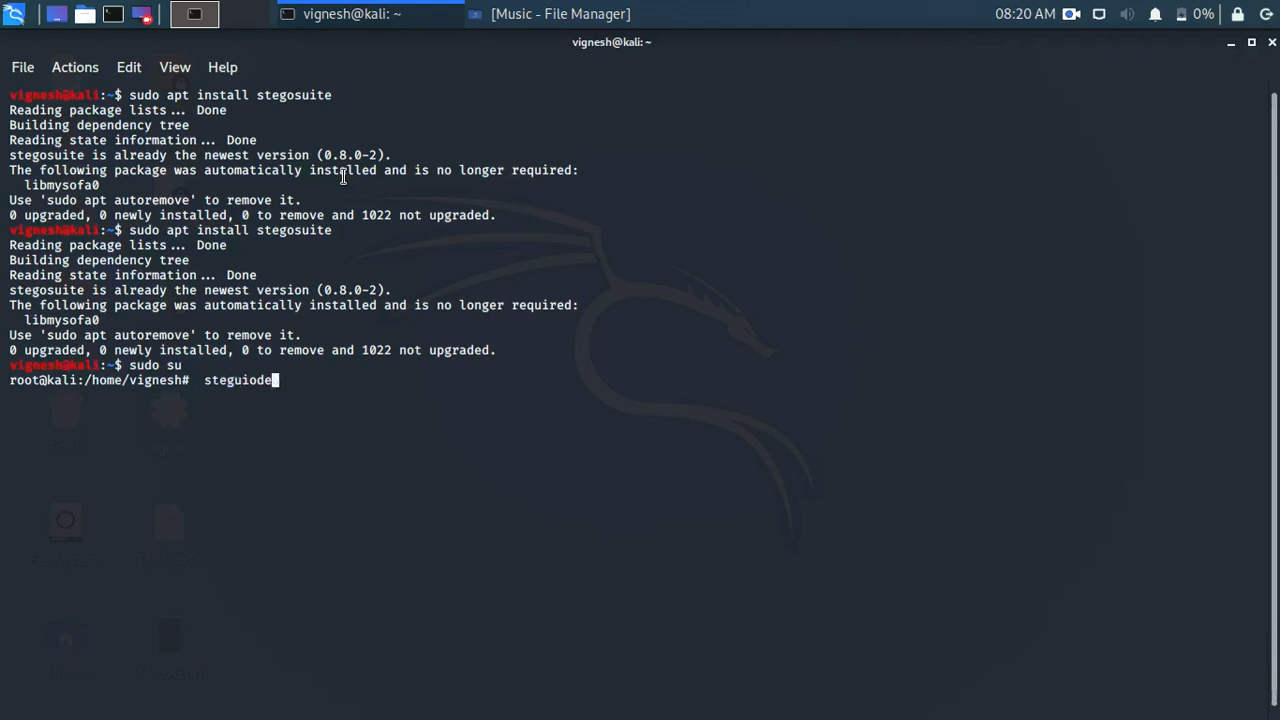 vignesh@kali: ~
[Music - File Manager]
08:20 AM
0%
vignesh@kali: ~
File Actions Edit View Help
vignesh@kali:~$ sudo apt install stegosuite
Reading package lists... Done
Building dependency tree
Reading state information... Done
stegosuite is already the newest version (0.8.0-2).
The following package was automatically installed and is no longer required:
libmysofa0
Use 'sudo apt autoremove' to remove it.
0 upgraded, 0 newly installed, 0 to remove and 1022 not upgraded.
vignesh@kali:~$ sudo apt install stegosuite
Reading package lists... Done
Building dependency tree
Reading state information... Done
stegosuite is already the newest version (0.8.0-2).
The following package was automatically installed and is no longer required:
libmysofa0
Use 'sudo apt autoremove' to remove it.
0 upgraded, 0 newly installed, 0 to remove and 1022 not upgraded.
vignesh@kali:~$ sudo su
root@kali:/home/vignesh#  steguiode